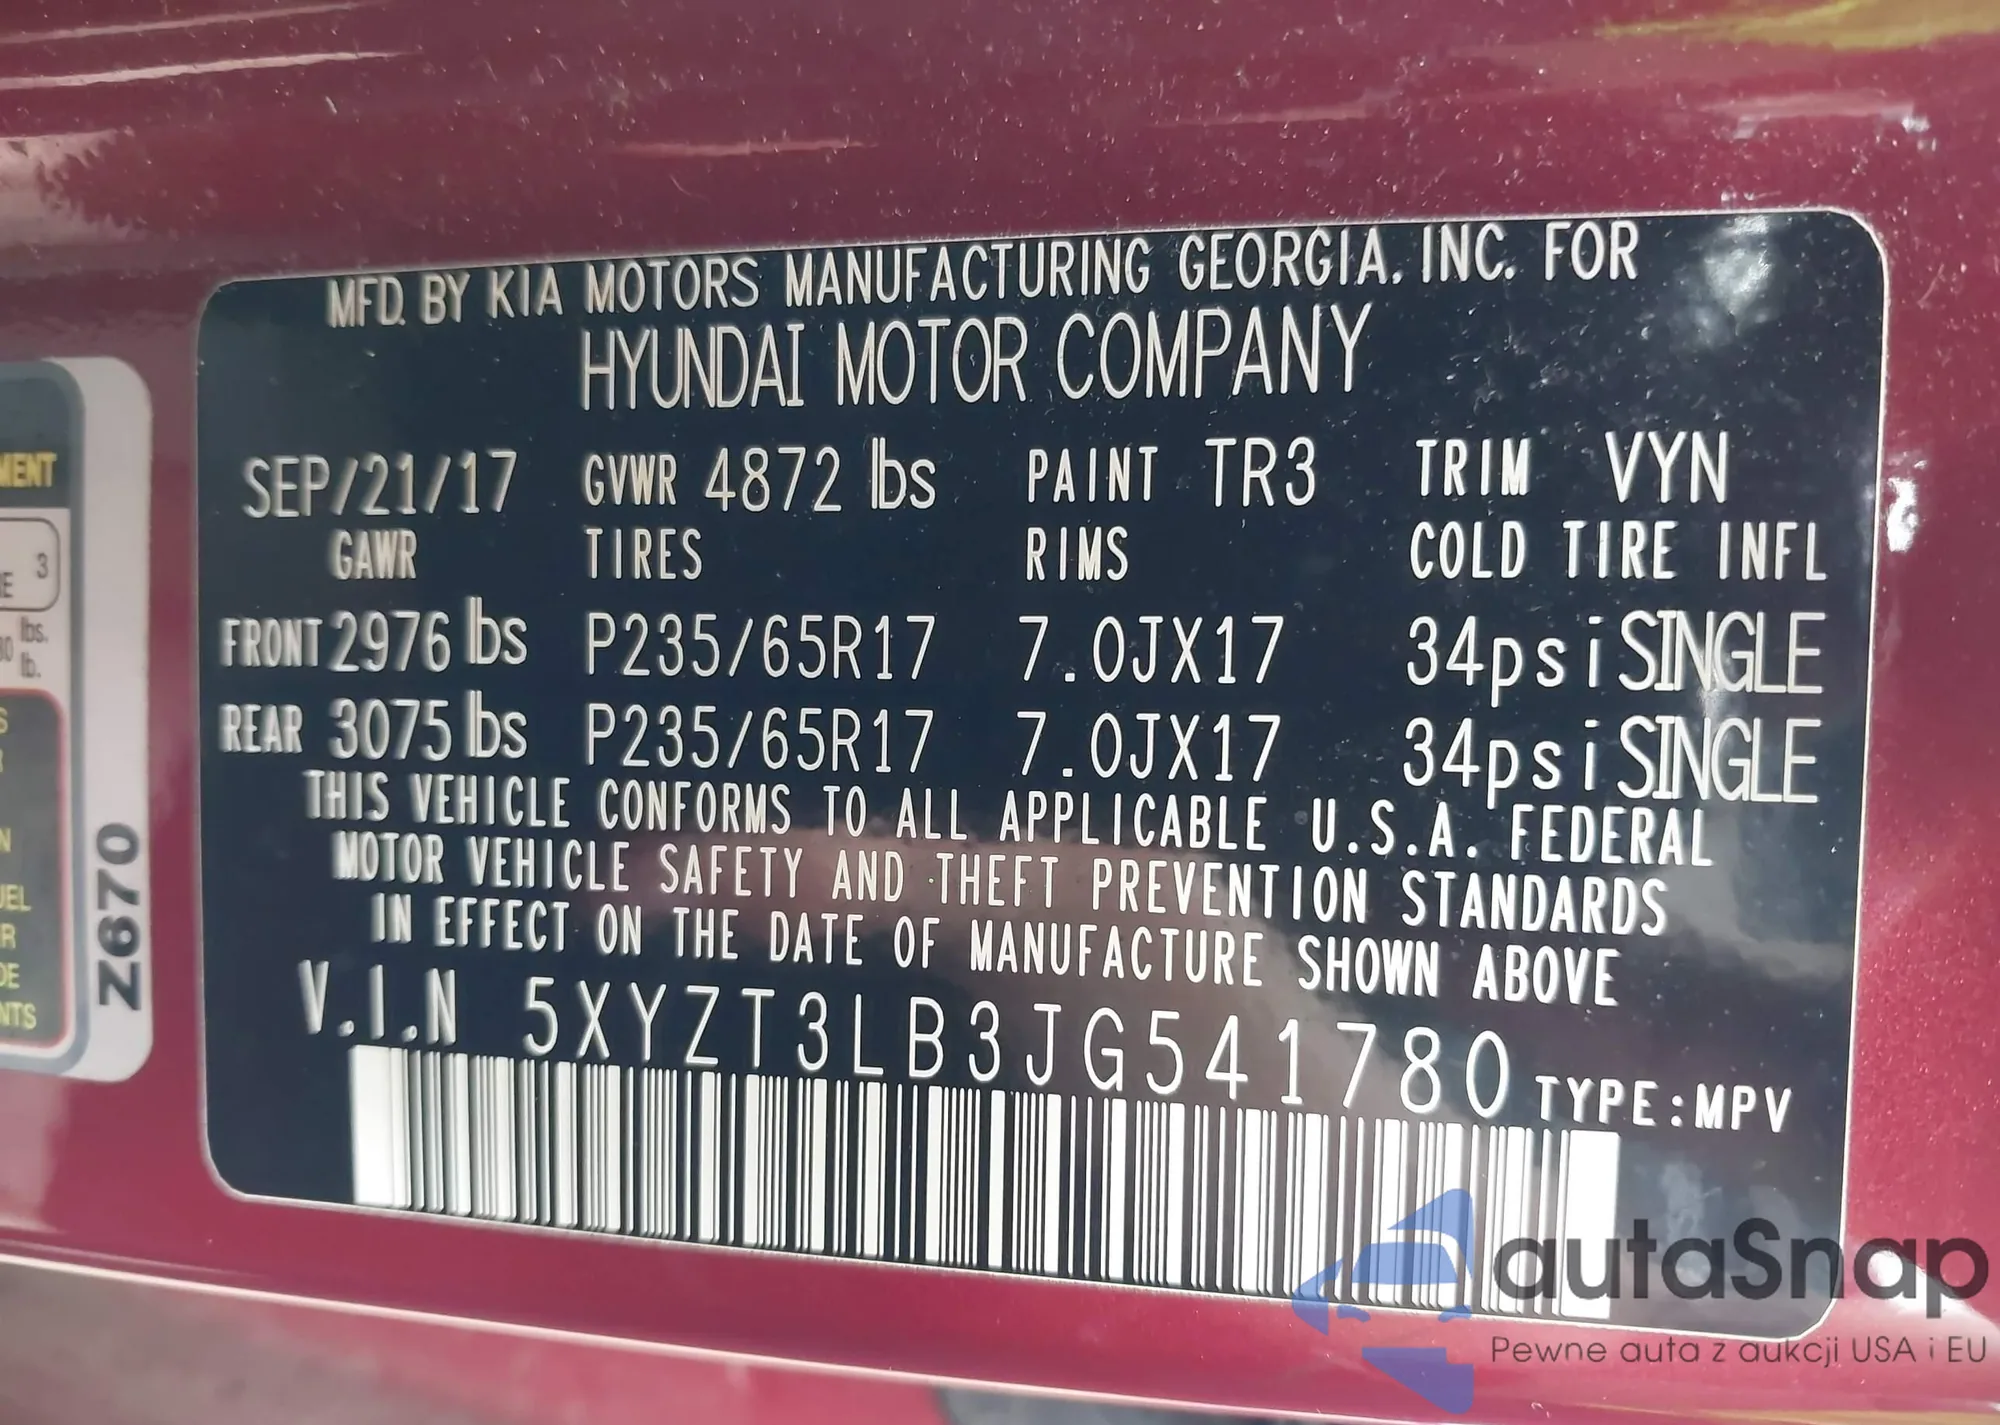 MFD. BY KIA MOTORS MANUFACTURING GEORGIA, INC. FOR
HYUNDAI MOTOR COMPANY
SEP/21/17 GVWR 4872 lbs PAINT TR3 TRIM VYN
GAWR TIRES RIMS COLD TIRE INFL
FRONT 2976 lbs P235/65R17 7.0JX17 34psi SINGLE
REAR 3075 lbs P235/65R17 7.0JX17 34psi SINGLE
THIS VEHICLE CONFORMS TO ALL APPLICABLE U.S.A. FEDERAL
MOTOR VEHICLE SAFETY AND THEFT PREVENTION STANDARDS
IN EFFECT ON THE DATE OF MANUFACTURE SHOWN ABOVE
V.I.N 5XYZT3LB3JG541780 TYPE:MPV
3
lbs.
lb.
Z670
autaSnap
Pewne auta z aukcji USA i EU